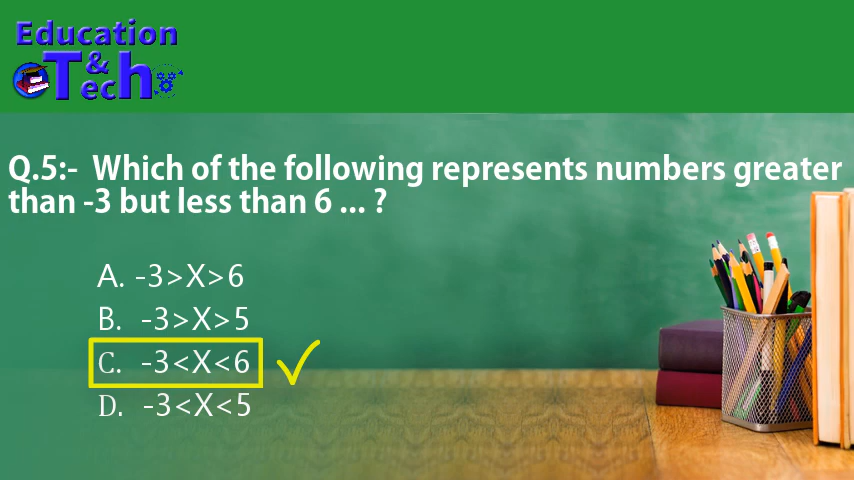 Education
&
Tech
Q.5:- Which of the following represents numbers greater
than -3 but less than 6 ... ?
A. -3>X>6
B. -3>X>5
C. -3<X<6
D. -3<X<5